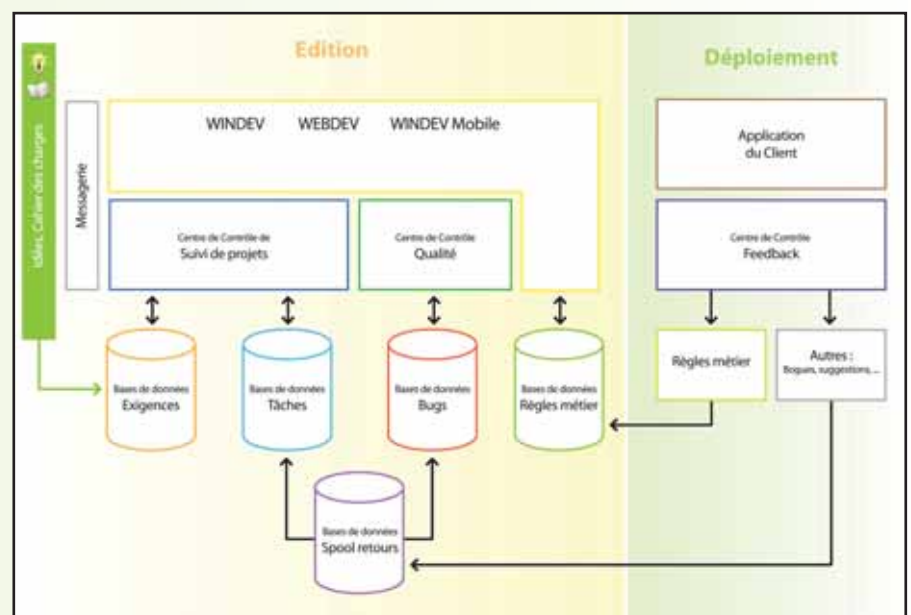 Edition
Déploiement
Idées, Cahier des charges
Messagerie
WINDEV WEBDEV WINDEV Mobile
Application
du Client
Centre de Contrôle de
Suivi de projets
Centre de Contrôle
Qualité
Centre de Contrôle
Feedback
Bases de données
Exigences
Bases de données
Tâches
Bases de données
Bugs
Bases de données
Règles métier
Règles métier
Autres :
Bogues, suggestions, ...
Bases de données
Spool retours